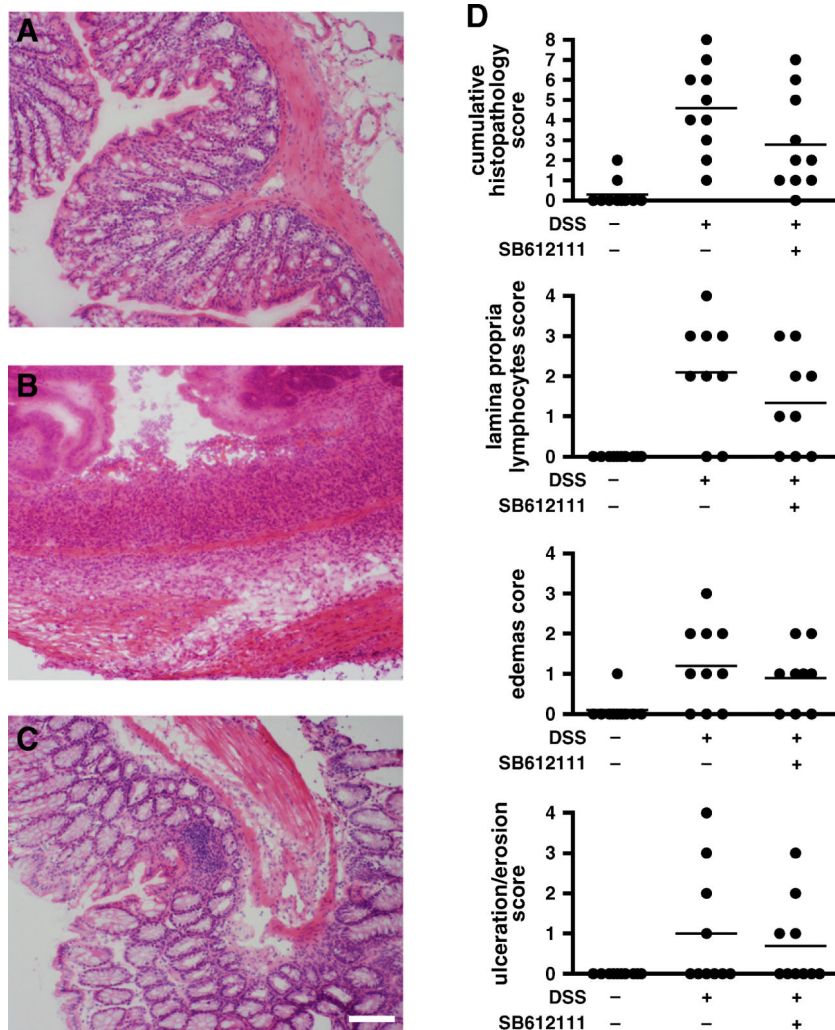 A
B
C
D
cumulative
histopathology
score
8
7
6
5
4
3
2
1
0
DSS – + +
SB612111 – – +
lamina propria
lymphocytes score
4
3
2
1
0
DSS – + +
SB612111 – – +
edemas core
4
3
2
1
0
DSS – + +
SB612111 – – +
ulceration/erosion
score
4
3
2
1
0
DSS – + +
SB612111 – – +